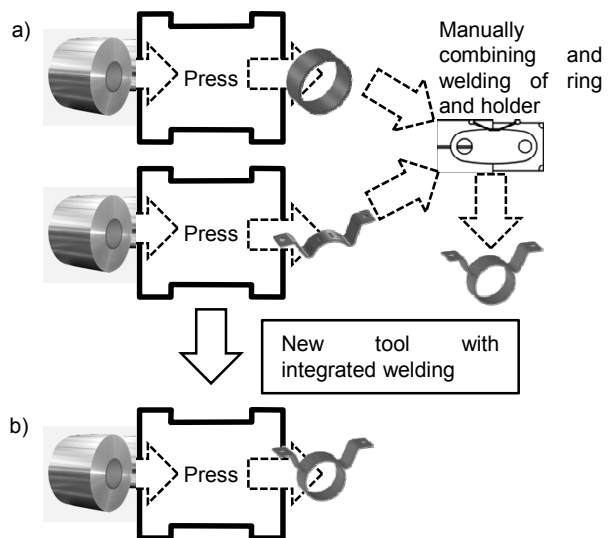 a)
Press
Manually
combining and
welding of ring
and holder
Press
New tool with
integrated welding
b)
Press